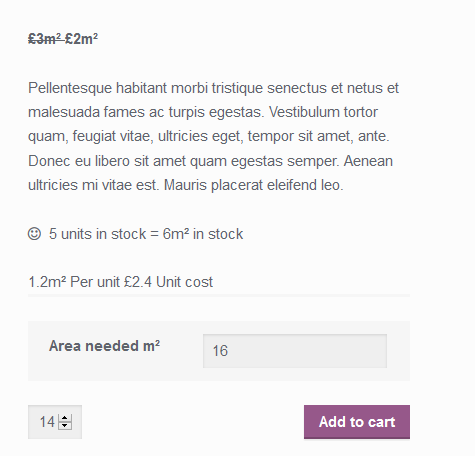 £3m² £2m²
Pellentesque habitant morbi tristique senectus et netus et
malesuada fames ac turpis egestas. Vestibulum tortor
quam, feugiat vitae, ultricies eget, tempor sit amet, ante.
Donec eu libero sit amet quam egestas semper. Aenean
ultricies mi vitae est. Mauris placerat eleifend leo.
5 units in stock = 6m² in stock
1.2m² Per unit £2.4 Unit cost
Area needed m² 16
14 Add to cart